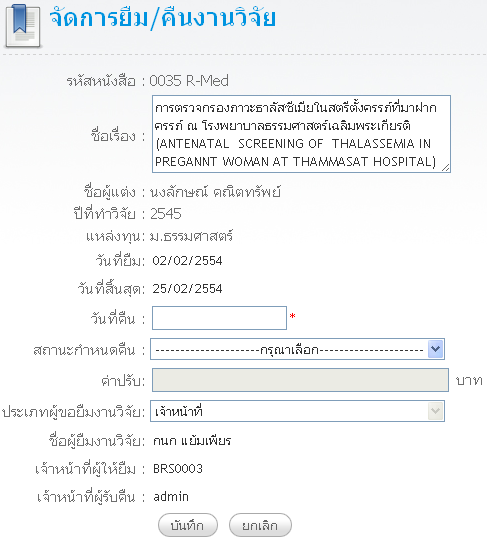 จัดการยืม/คืนงานวิจัย
รหัสหนังสือ : 0035 R-Med
ชื่อเรื่อง : การตรวจกรองภาวะธาลัสซีเมียในสตรีตั้งครรภ์ที่มาฝาก
ครรภ์ ณ โรงพยาบาลธรรมศาสตร์เฉลิมพระเกียรติ
(ANTENATAL SCREENING OF THALASSEMIA IN
PREGANNT WOMAN AT THAMMASAT HOSPITAL)
ชื่อผู้แต่ง : นงลักษณ์ คณิตทรัพย์
ปีที่ทำวิจัย : 2545
แหล่งทุน: ม.ธรรมศาสตร์
วันที่ยืม: 02/02/2554
วันที่สิ้นสุด: 25/02/2554
วันที่คืน : *
สถานะกำหนดคืน : ---------------------กรุณาเลือก---------------------
ค่าปรับ: บาท
ประเภทผู้ขอยืมงานวิจัย: เจ้าหน้าที่
ชื่อผู้ยืมงานวิจัย: กนก แย้มเพียร
เจ้าหน้าที่ผู้ให้ยืม : BRS0003
เจ้าหน้าที่ผู้รับคืน : admin
บันทึก ยกเลิก